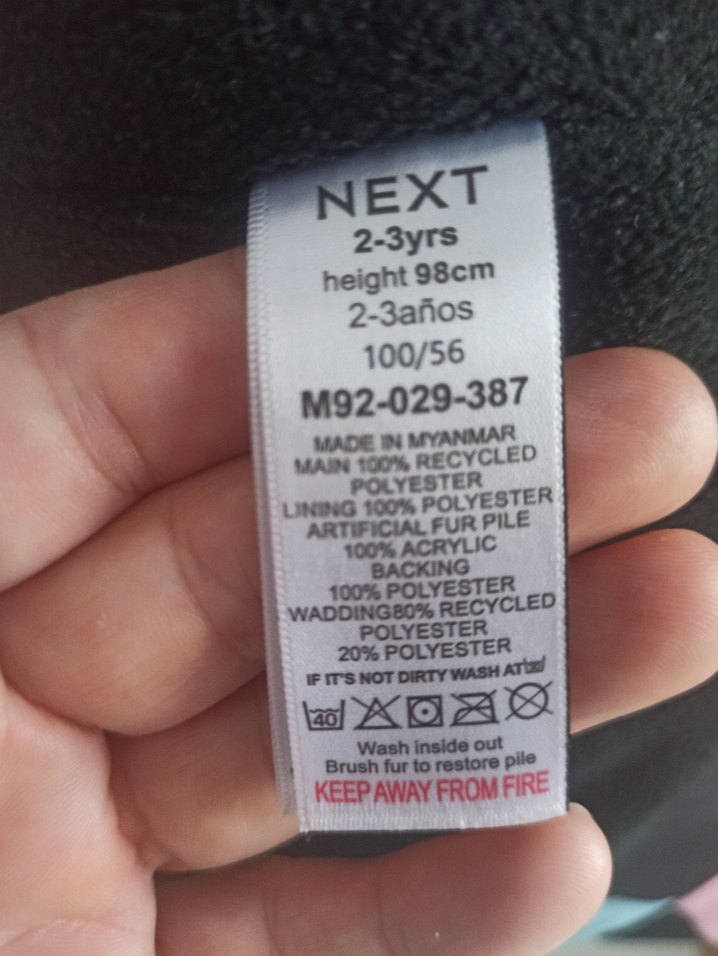 NEXT
2-3yrs
height 98cm
2-3años
100/56
M92-029-387
MADE IN MYANMAR
MAIN 100% RECYCLED
POLYESTER
LINING 100% POLYESTER
ARTIFICIAL FUR PILE
100% ACRYLIC
BACKING
100% POLYESTER
WADDING80% RECYCLED
POLYESTER
20% POLYESTER
IF IT'S NOT DIRTY WASH AT 30
40
Wash inside out
Brush fur to restore pile
KEEP AWAY FROM FIRE